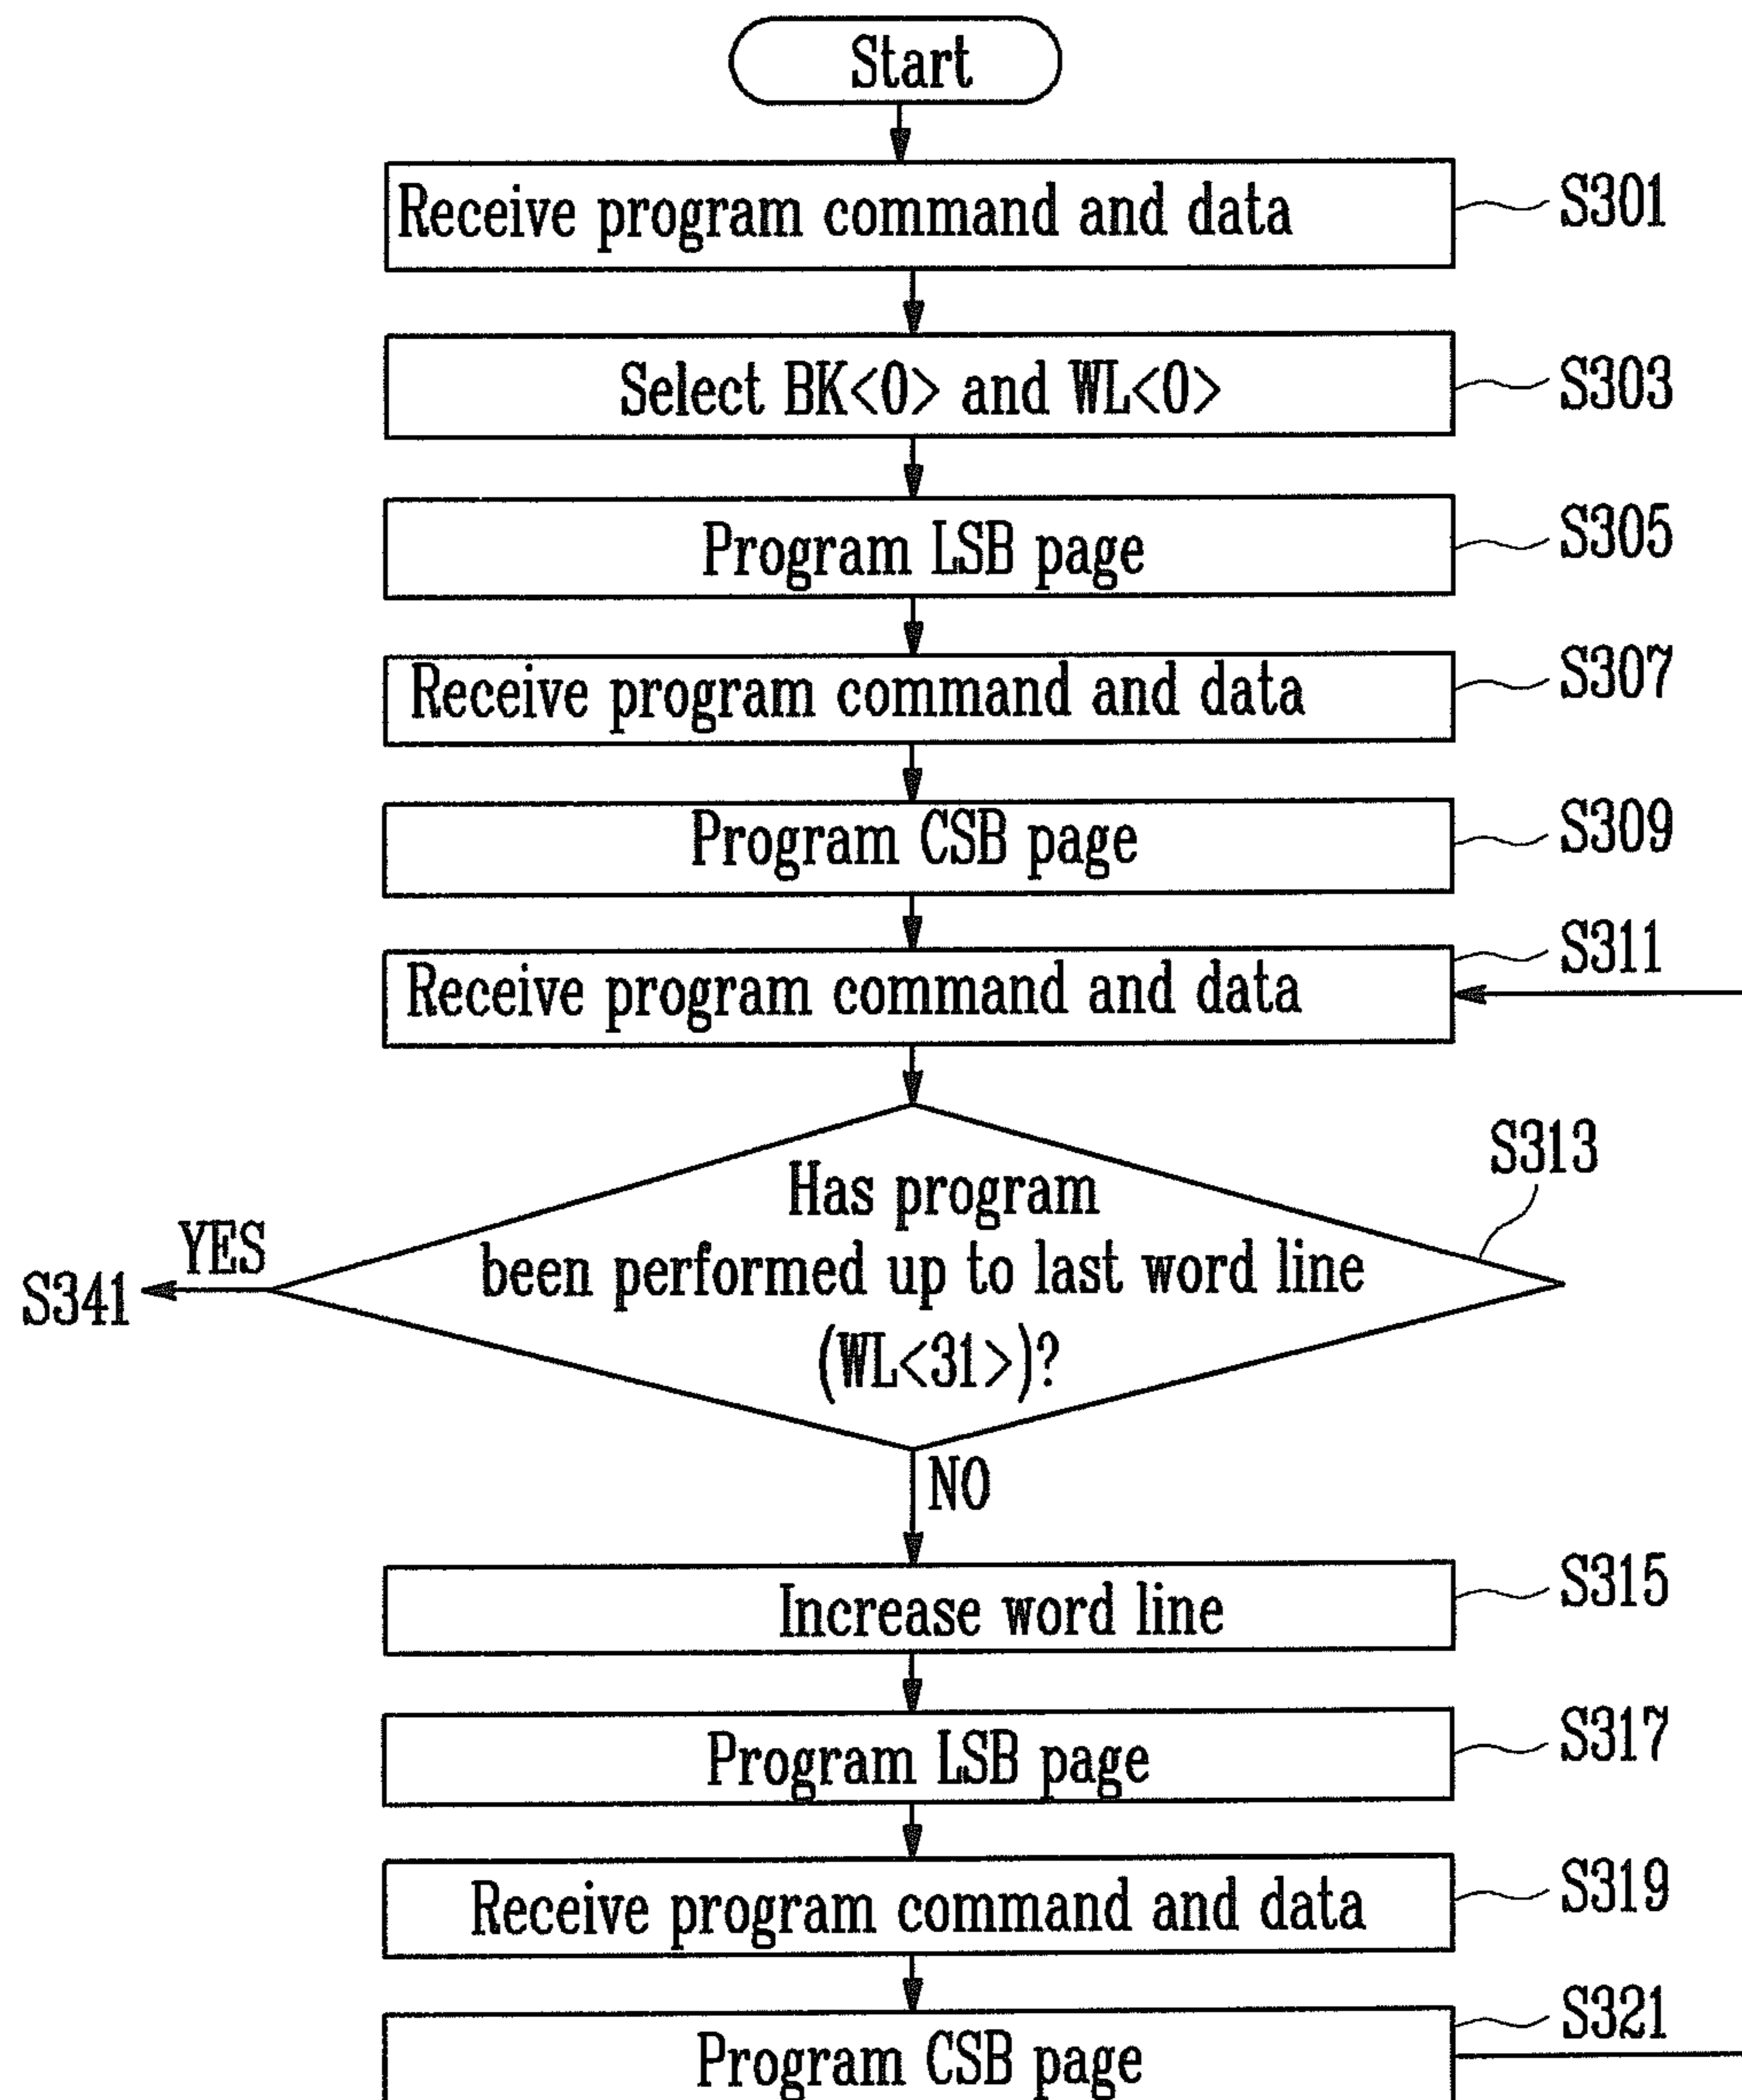 Start
Receive program command and data
S301
Select BK<0> and WL<0>
S303
Program LSB page
S305
Receive program command and data
S307
Program CSB page
S309
Receive program command and data
S311
Has program
been performed up to last word line
(WL<31>)?
S313
YES
S341
NO
Increase word line
S315
Program LSB page
S317
Receive program command and data
S319
Program CSB page
S321